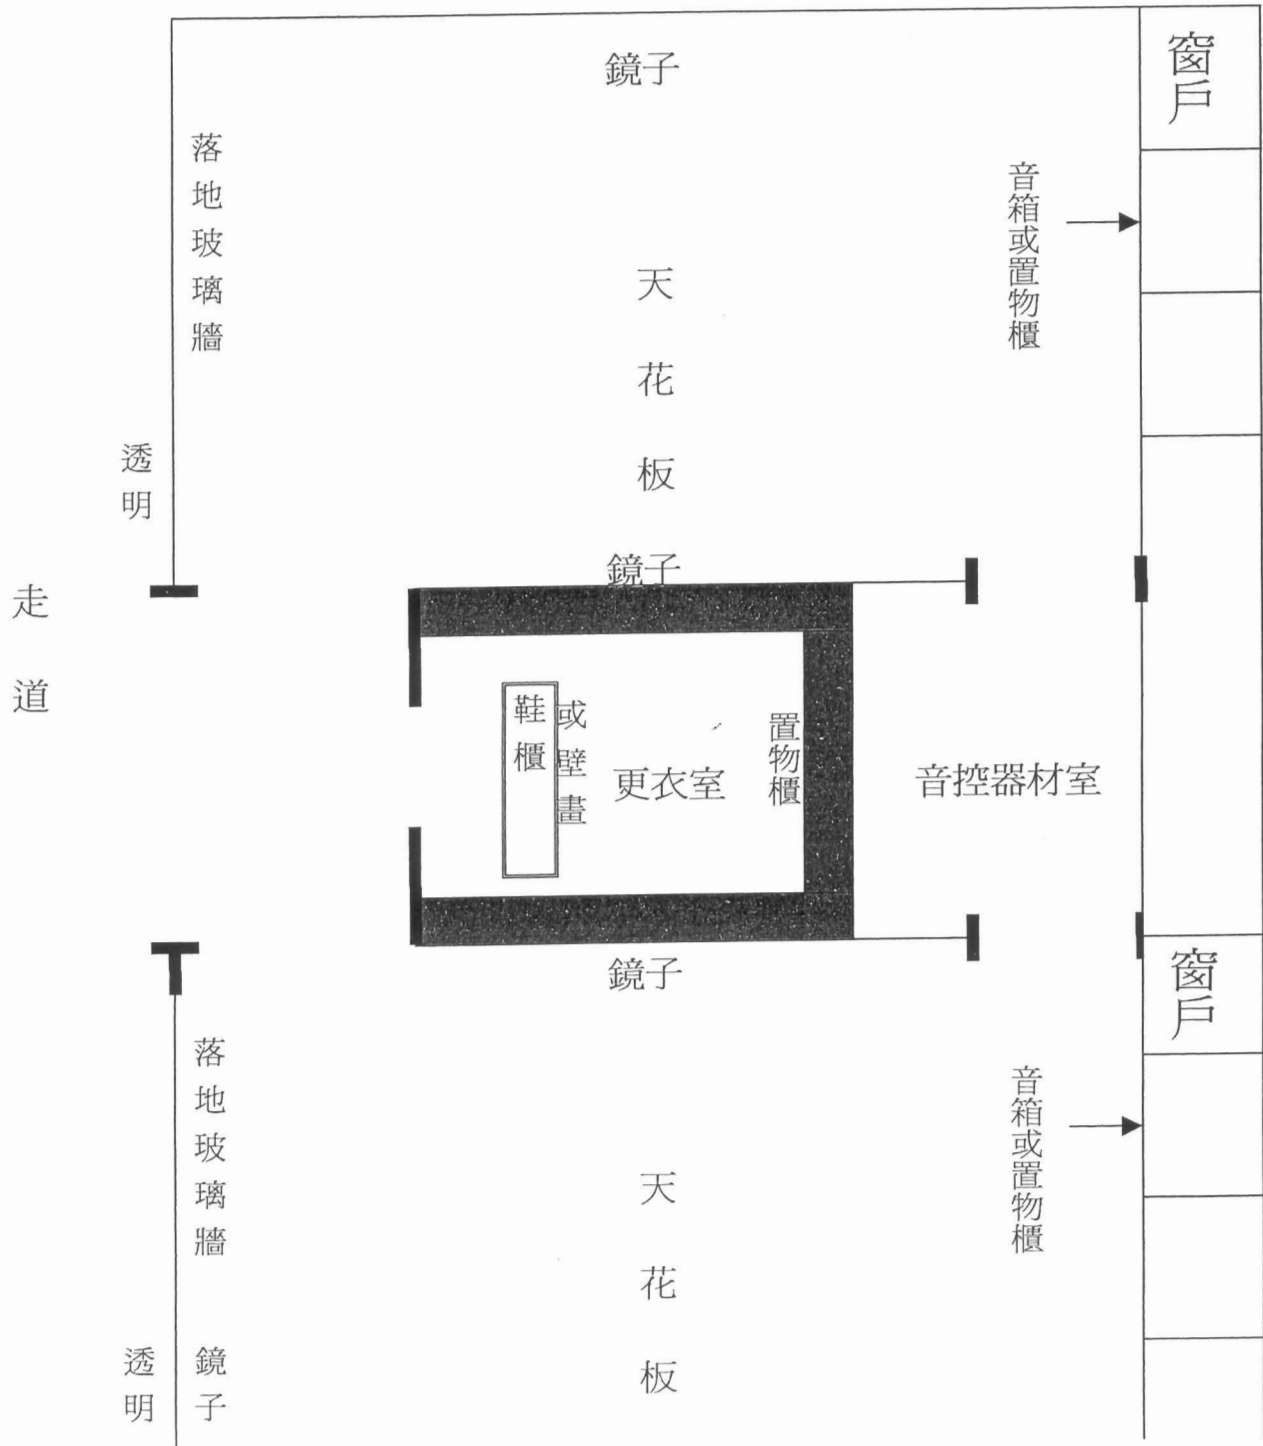 鏡子
窗戶
落地玻璃牆
音箱或置物櫃
天花板
透明
鏡子
走道
鞋櫃
或壁畫
更衣室
置物櫃
音控器材室
鏡子
窗戶
落地玻璃牆
音箱或置物櫃
天花板
透明
鏡子